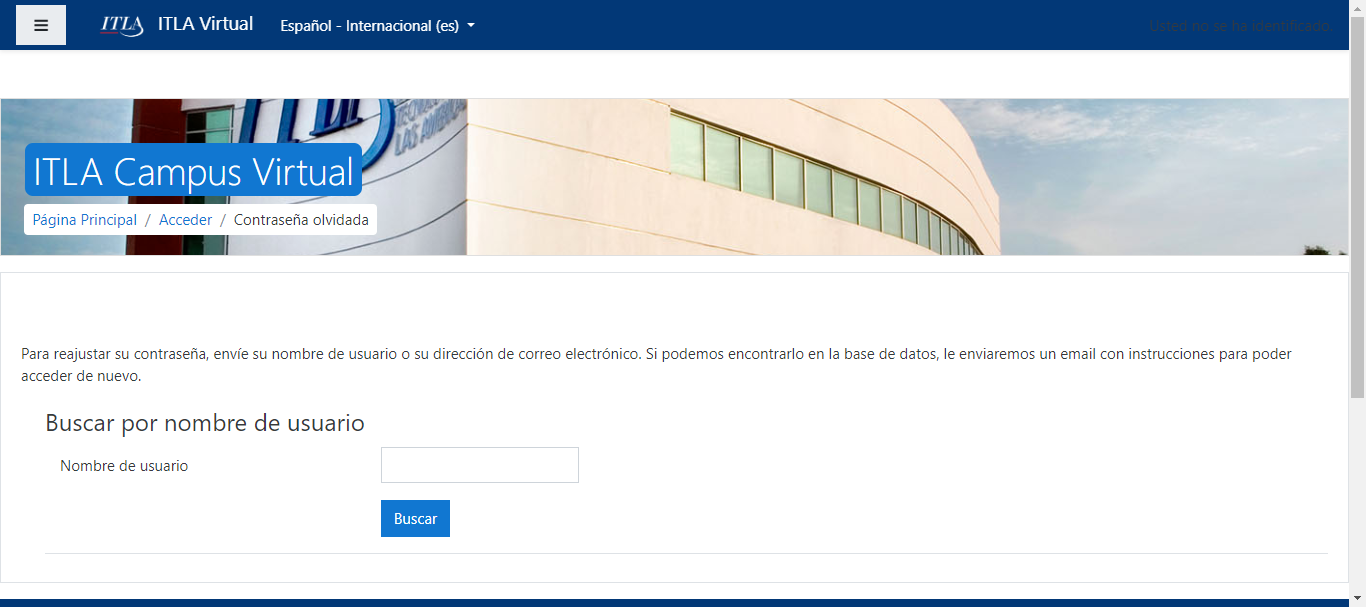 ITLA ITLA Virtual Español - Internacional (es) Usted no se ha identificado.
ITLA
LAS AMÉRICAS
ITLA Campus Virtual
Página Principal / Acceder / Contraseña olvidada
Para reajustar su contraseña, envíe su nombre de usuario o su dirección de correo electrónico. Si podemos encontrarlo en la base de datos, le enviaremos un email con instrucciones para poder
acceder de nuevo.
Buscar por nombre de usuario
Nombre de usuario
Buscar